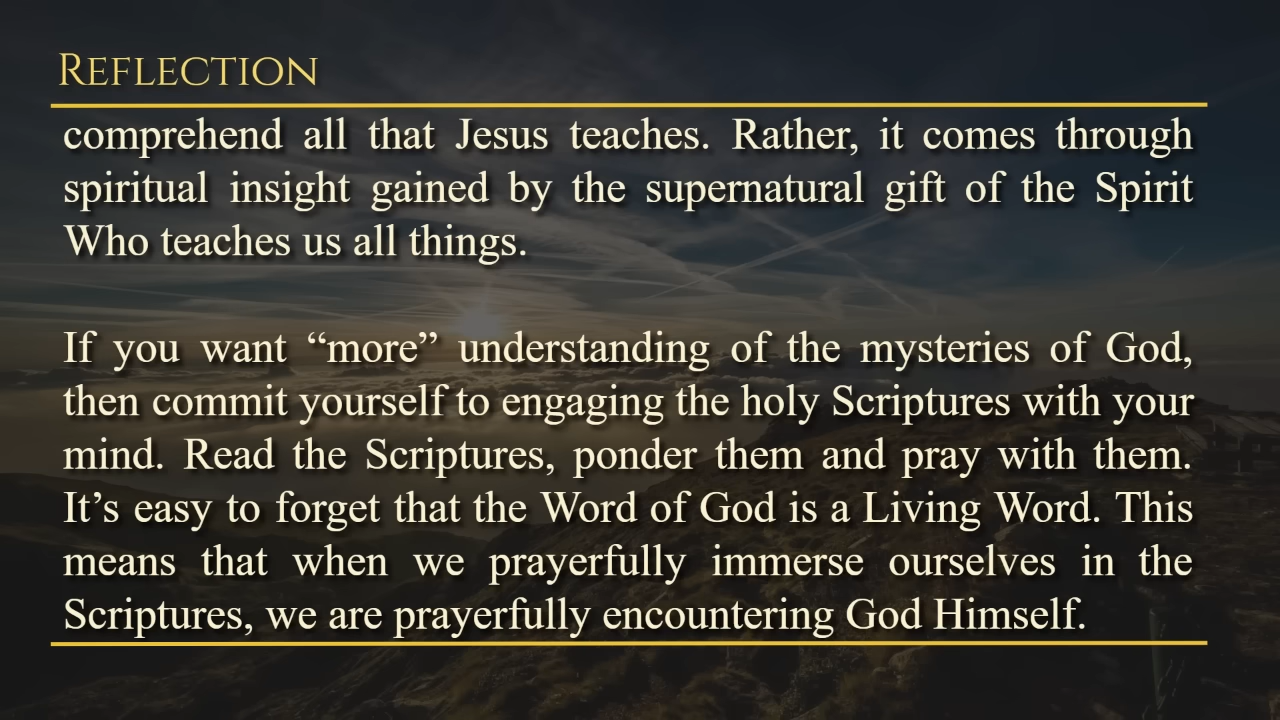 REFLECTION
comprehend all that Jesus teaches. Rather, it comes through
spiritual insight gained by the supernatural gift of the Spirit
Who teaches us all things.
If you want “more” understanding of the mysteries of God,
then commit yourself to engaging the holy Scriptures with your
mind. Read the Scriptures, ponder them and pray with them.
It’s easy to forget that the Word of God is a Living Word. This
means that when we prayerfully immerse ourselves in the
Scriptures, we are prayerfully encountering God Himself.